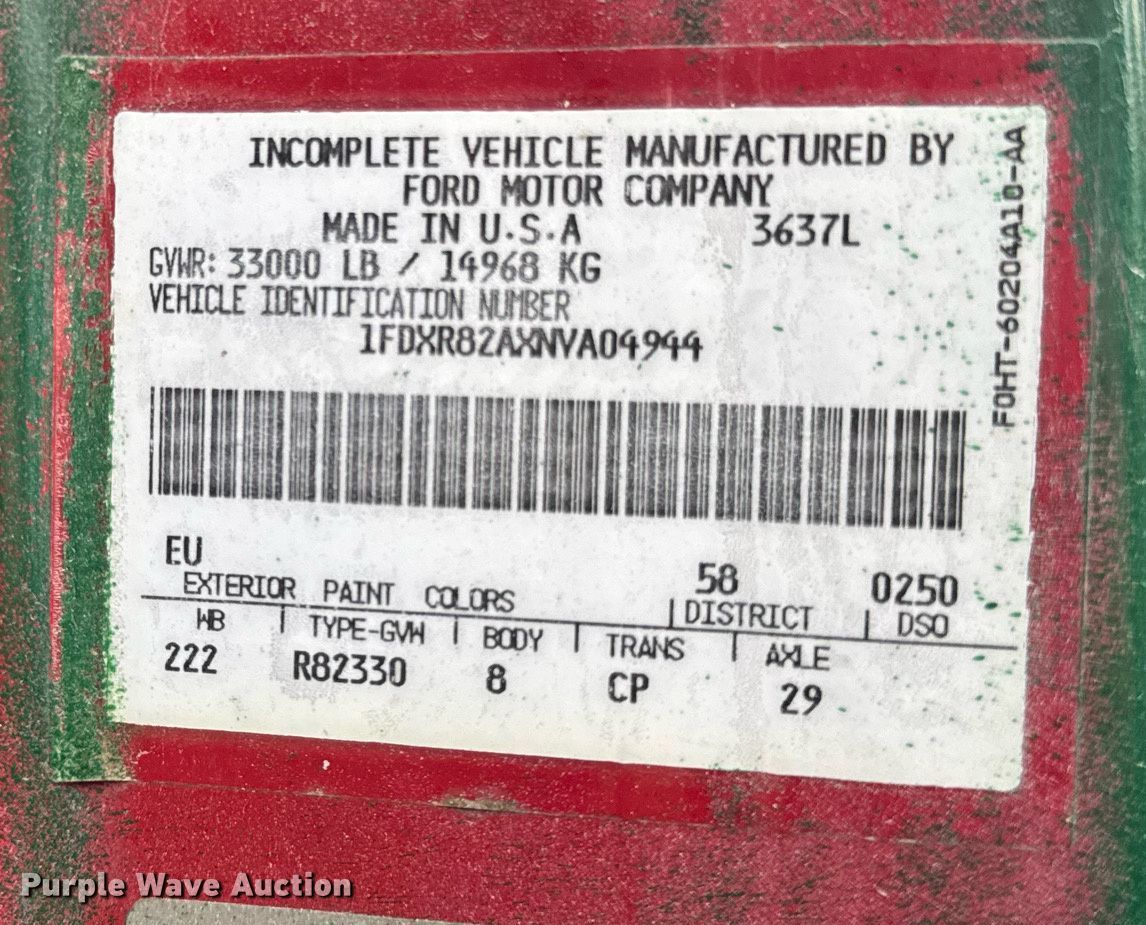 INCOMPLETE VEHICLE MANUFACTURED BY
FORD MOTOR COMPANY
MADE IN U.S.A 3637L
GVWR: 33000 LB / 14968 KG
VEHICLE IDENTIFICATION NUMBER
1FDXR82AXNVA04944
F0HT-60204A10-AA
EU 58 0250
EXTERIOR PAINT COLORS | DISTRICT | DSO
WB | TYPE-GVW | BODY | TRANS | AXLE
222 R82330 8 CP 29
Purple Wave Auction